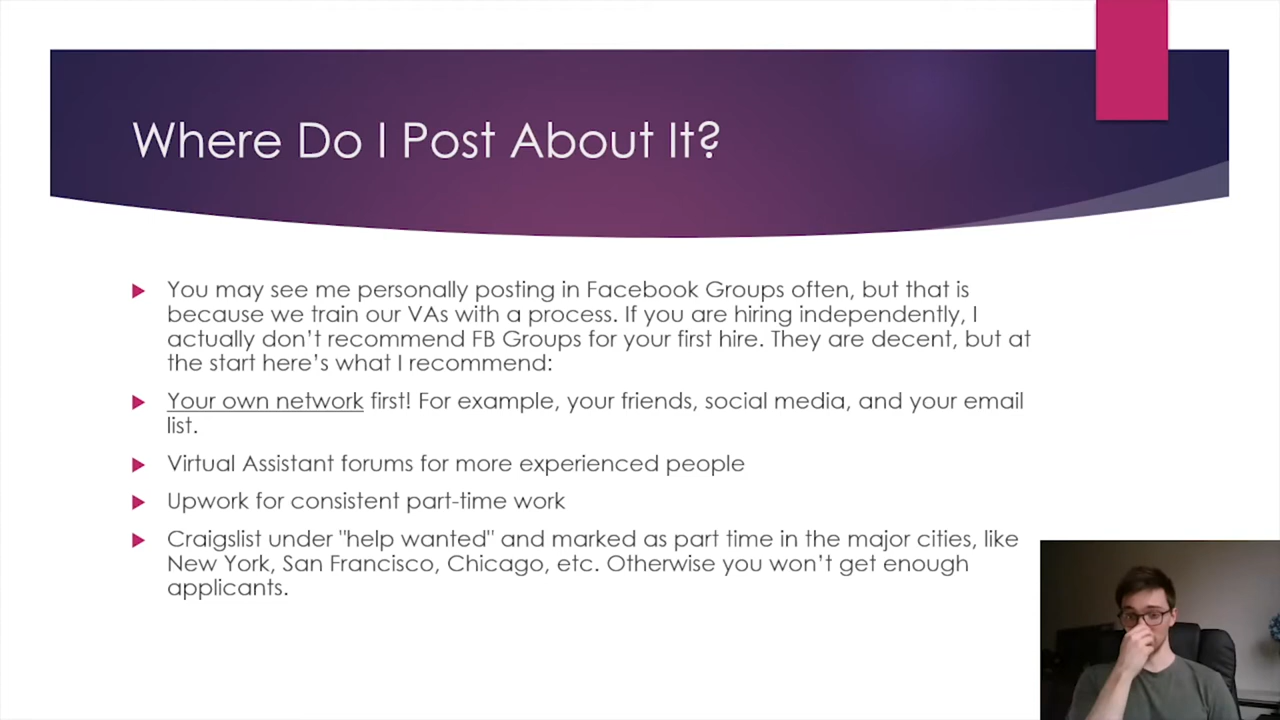 Where Do I Post About It?
You may see me personally posting in Facebook Groups often, but that is
because we train our VAs with a process. If you are hiring independently, I
actually don’t recommend FB Groups for your first hire. They are decent, but at
the start here’s what I recommend:
Your own network first! For example, your friends, social media, and your email
list.
Virtual Assistant forums for more experienced people
Upwork for consistent part-time work
Craigslist under "help wanted" and marked as part time in the major cities, like
New York, San Francisco, Chicago, etc. Otherwise you won’t get enough
applicants.